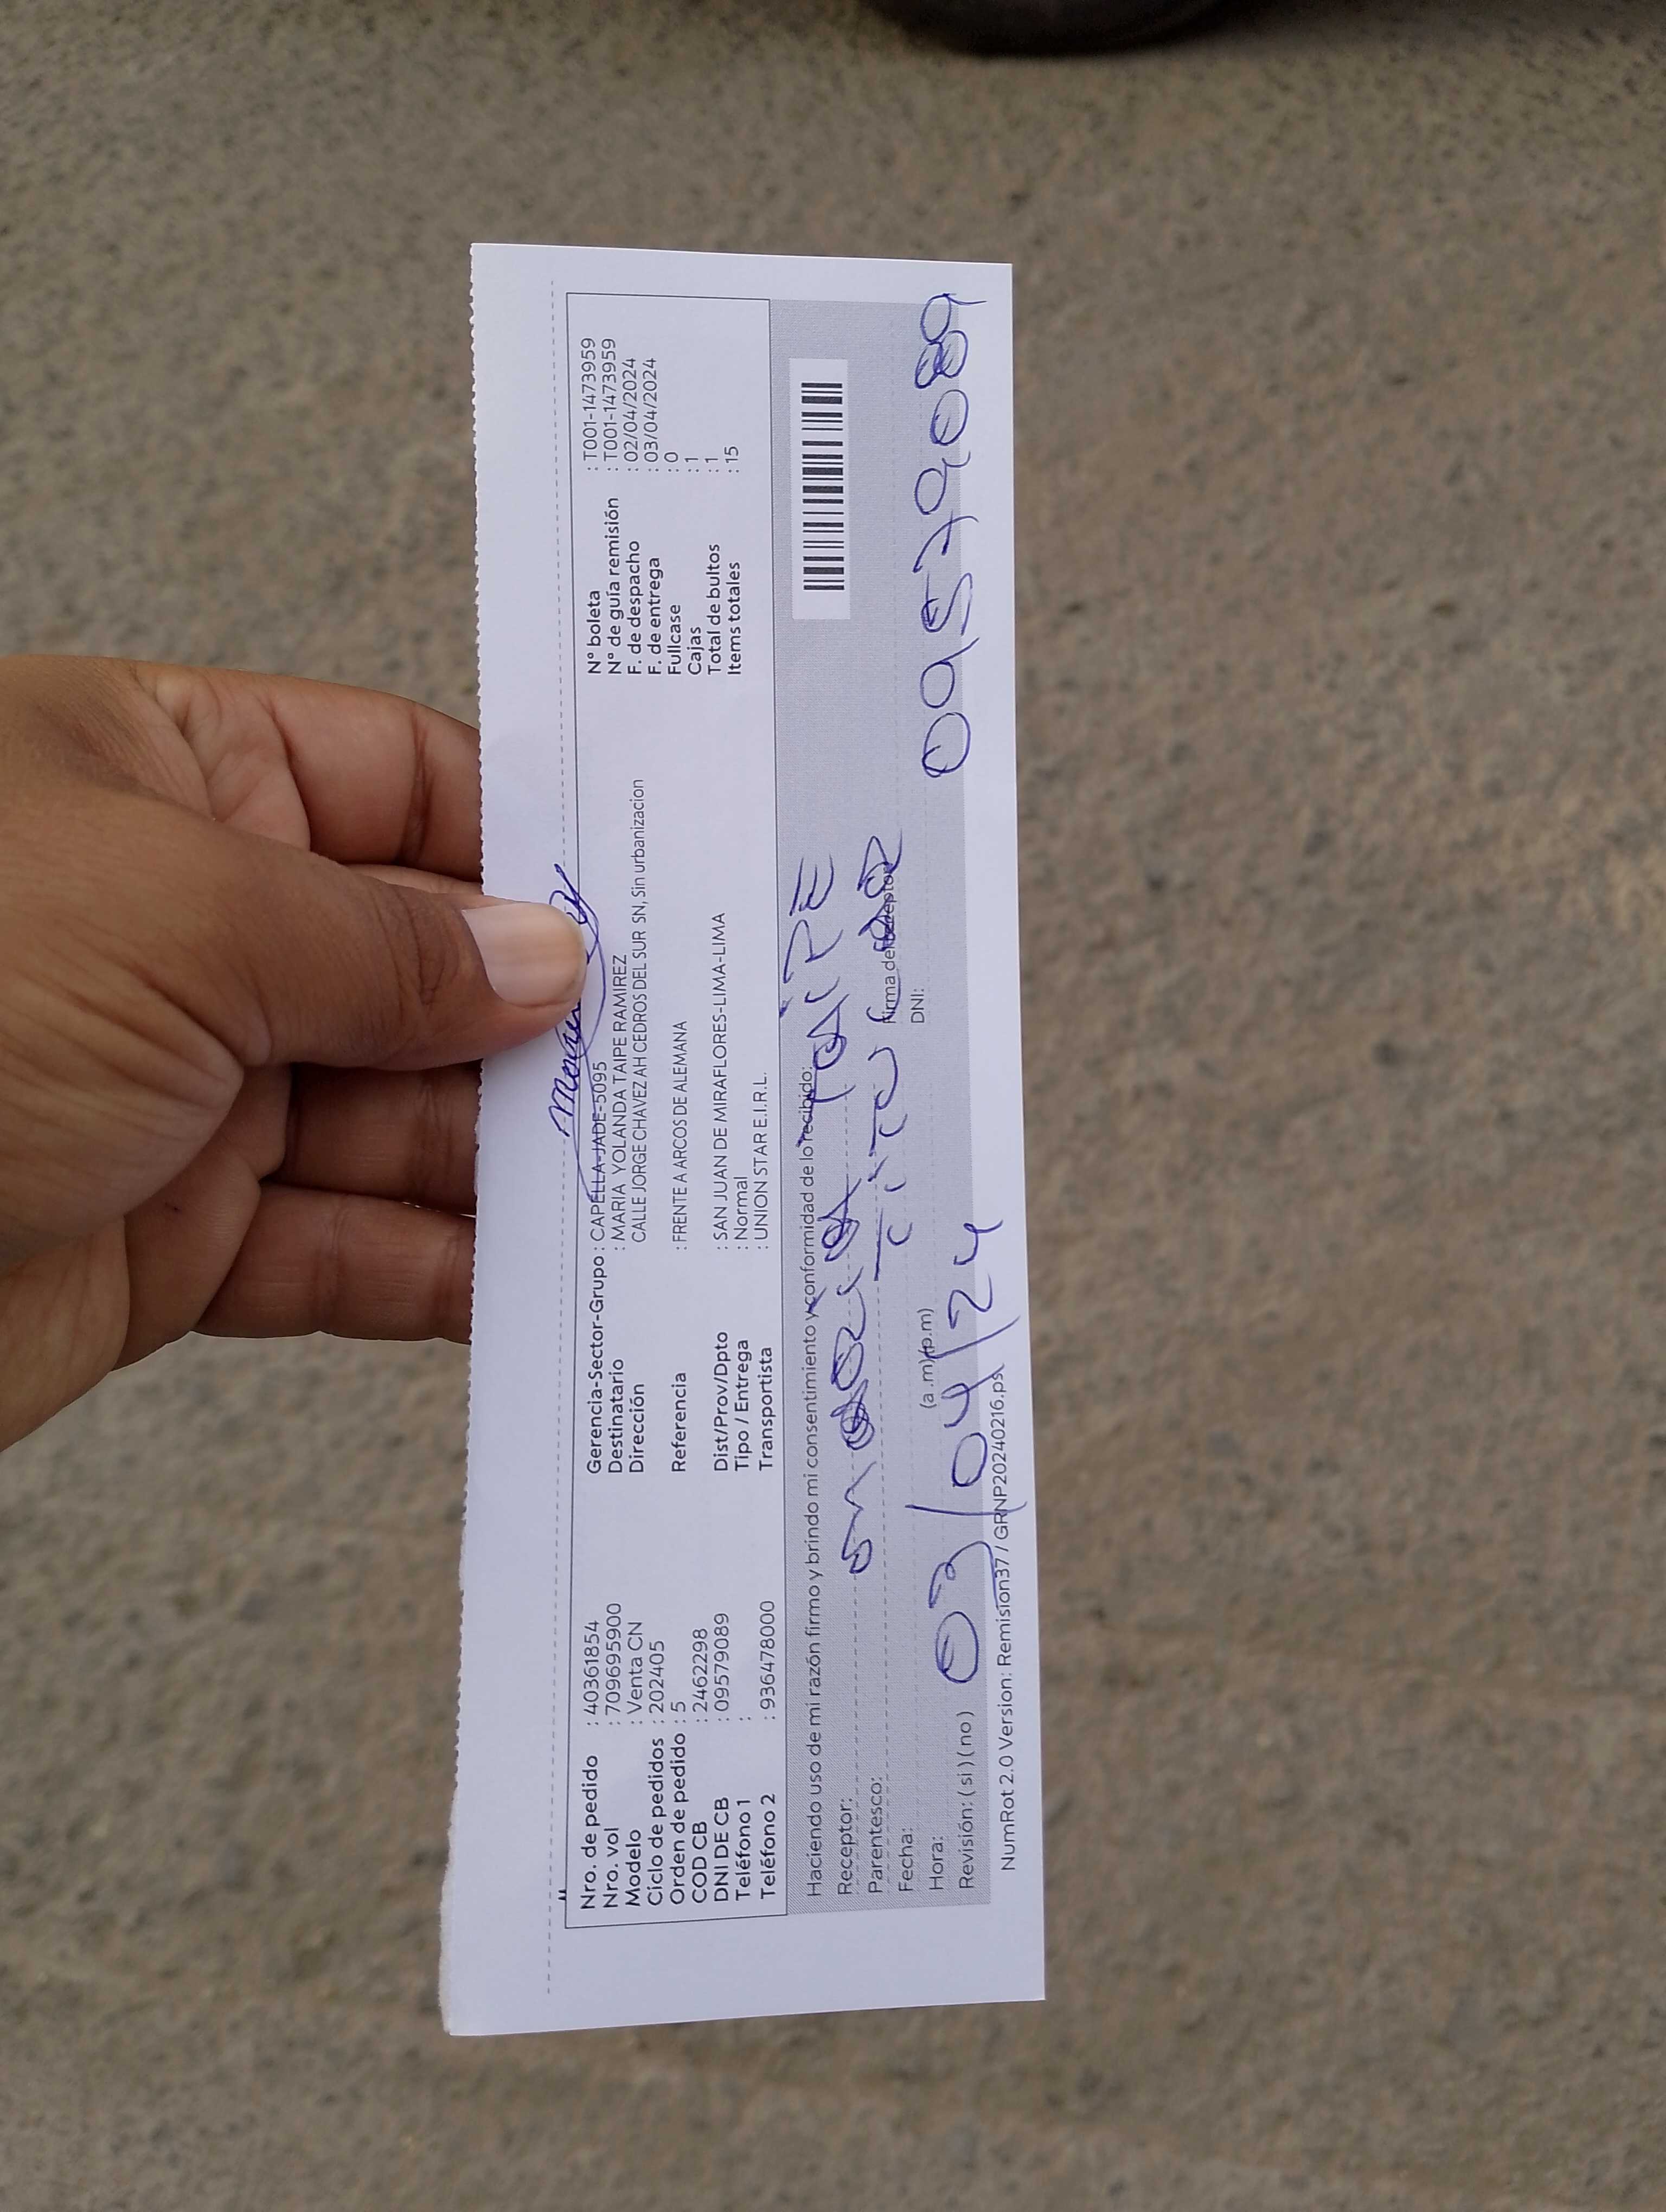 Nro. de pedido : 40361854
Nro. vol : 709695900
Modelo : Venta CN
Ciclo de pedidos : 202405
Orden de pedido : 5
COD CB : 2462298
DNI DE CB : 09579089
Teléfono 1 :
Teléfono 2 : 936478000
Gerencia-Sector-Grupo : CAPELLA-JADE-5095
Destinatario : MARIA YOLANDA TAIPE RAMIREZ
Dirección CALLE JORGE CHAVEZ AH CEDROS DEL SUR SN, Sin urbanizacion
Referencia : FRENTE A ARCOS DE ALEMANA
Dist/Prov/Dpto : SAN JUAN DE MIRAFLORES-LIMA-LIMA
Tipo / Entrega : Normal
Transportista : UNION STAR E.I.R.L.
N° boleta : T001-1473959
N° de guía remisión : T001-1473959
F. de despacho : 02/04/2024
F. de entrega : 03/04/2024
Fullcase : 0
Cajas : 1
Total de bultos : 1
Items totales : 15
Haciendo uso de mi razón firmo y brindo mi consentimiento y conformidad de lo recibido:
Receptor: TaiPE
Parentesco: TiTuLar
Fecha: Firma del Receptor
Hora: (a .m)(p.m) DNI: 09579089
03/04/24
Revisión: ( si ) ( no )
NumRot 2.0 Version: Remision37 / GRNP20240216.ps